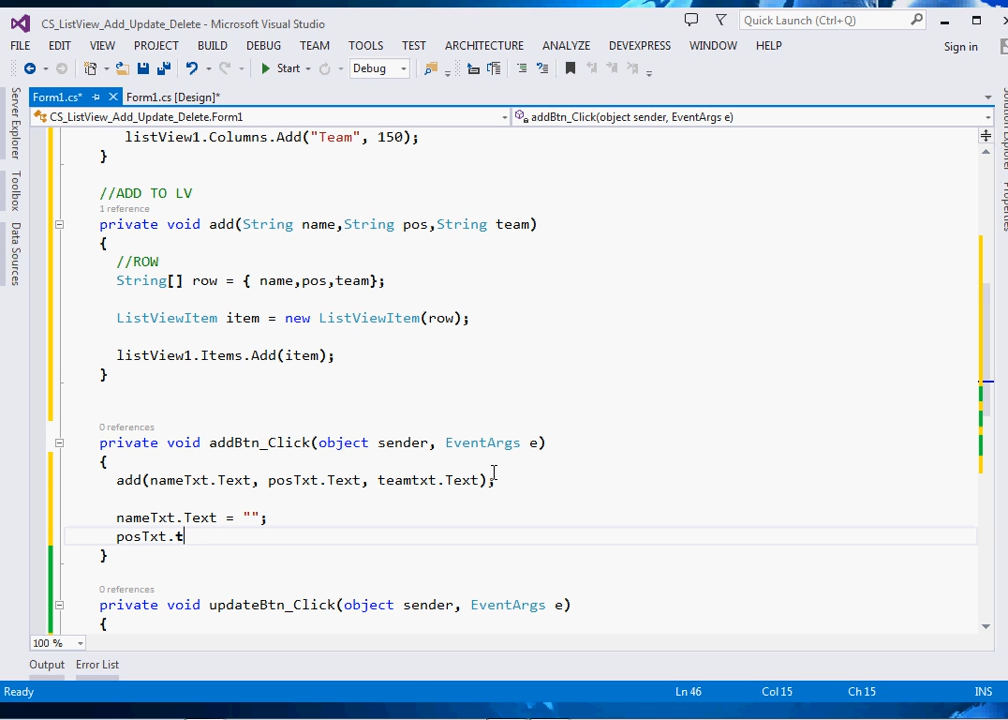 CS_ListView_Add_Update_Delete - Microsoft Visual Studio
Quick Launch (Ctrl+Q)
FILE EDIT VIEW PROJECT BUILD DEBUG TEAM TOOLS TEST ARCHITECTURE ANALYZE DEVEXPRESS WINDOW HELP Sign in
Start Debug
Form1.cs* Form1.cs [Design]*
CS_ListView_Add_Update_Delete.Form1 addBtn_Click(object sender, EventArgs e)
Server Explorer
Toolbox
Data Sources
Solution Explorer
Properties
listView1.Columns.Add("Team", 150);
}
//ADD TO LV
1 reference
private void add(String name,String pos,String team)
{
//ROW
String[] row = { name,pos,team};
ListViewItem item = new ListViewItem(row);
listView1.Items.Add(item);
}
0 references
private void addBtn_Click(object sender, EventArgs e)
{
add(nameTxt.Text, posTxt.Text, teamtxt.Text);
nameTxt.Text = "";
posTxt.t
}
0 references
private void updateBtn_Click(object sender, EventArgs e)
{
100 %
Output Error List
Ready Ln 46 Col 15 Ch 15 INS